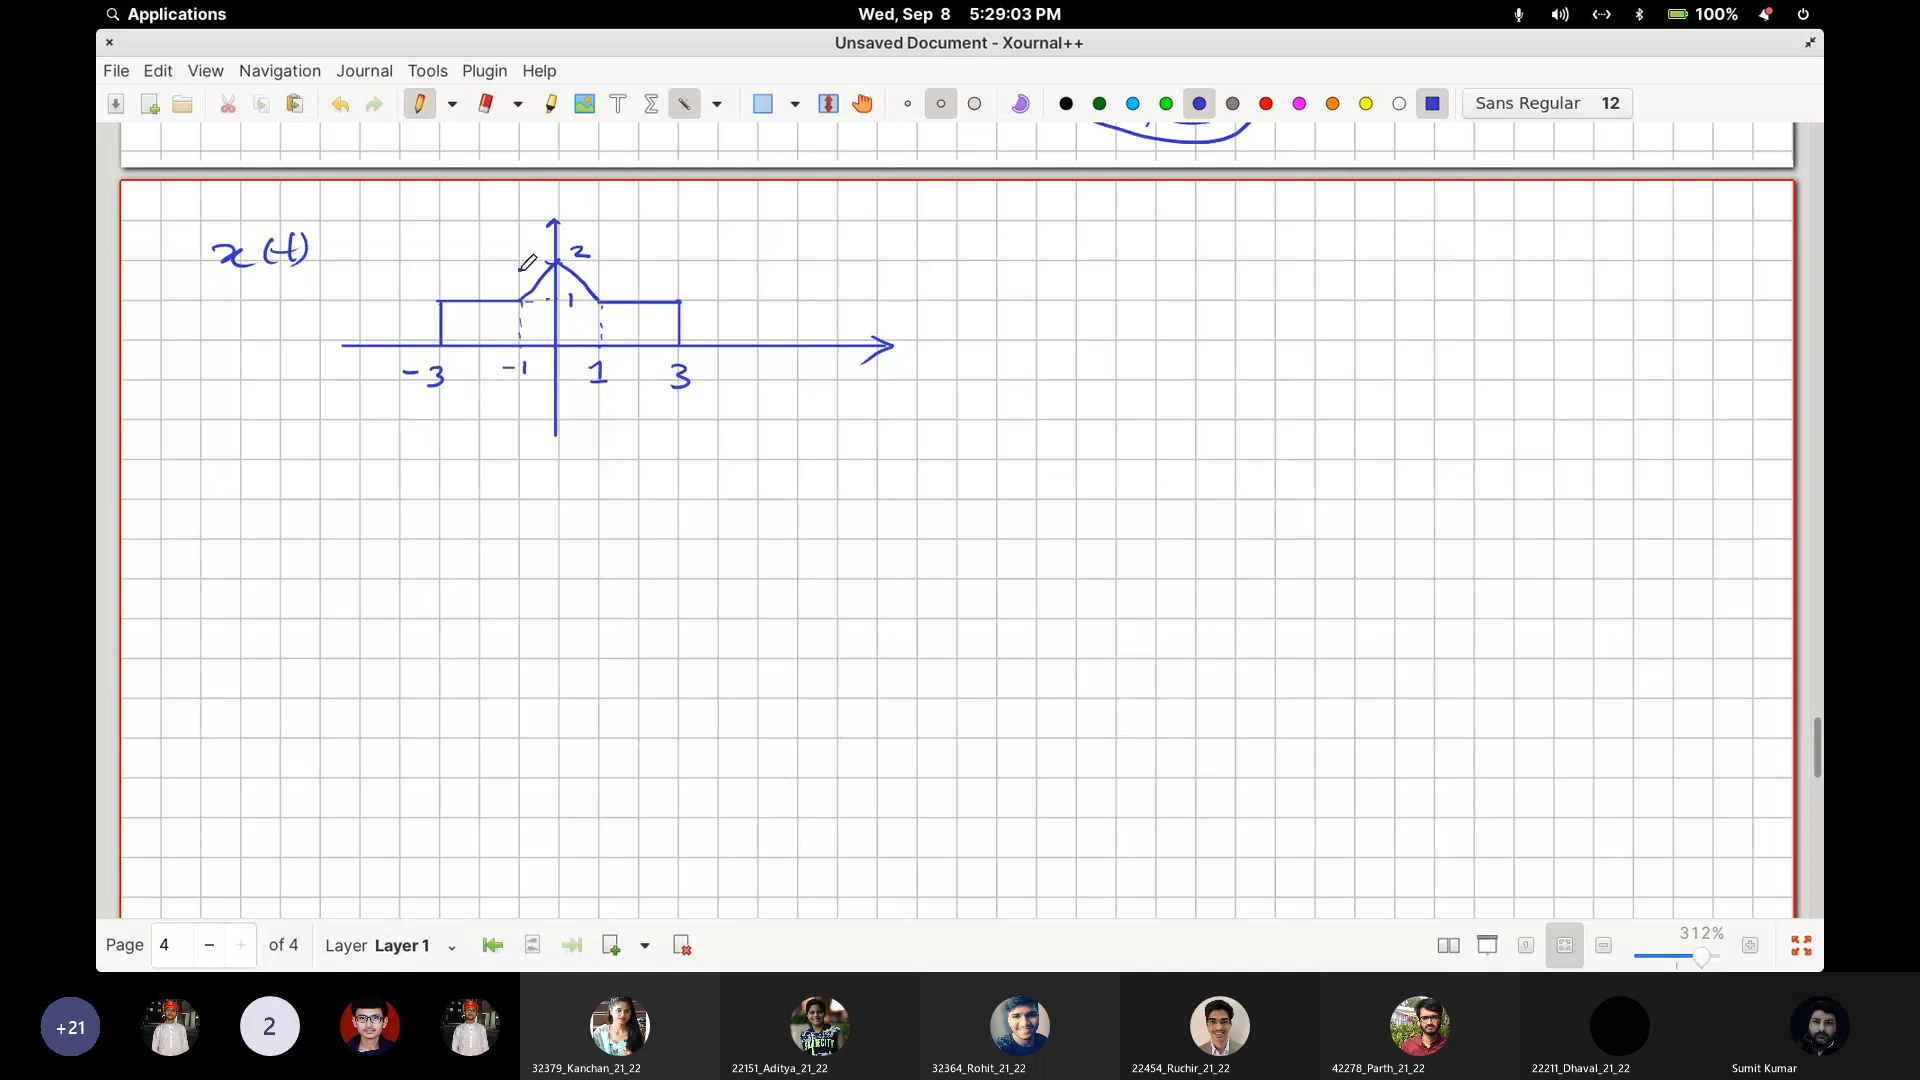 Applications
Wed, Sep 8 5:29:03 PM
100%
Unsaved Document - Xournal++
File Edit View Navigation Journal Tools Plugin Help
Sans Regular 12
x(t)
2
1
-3 -1 1 3
Page 4 of 4 Layer Layer 1
312%
+21
2
32379_Kanchan_21_22
22151_Aditya_21_22
32364_Rohit_21_22
22454_Ruchir_21_22
42278_Parth_21_22
22211_Dhaval_21_22
Sumit Kumar